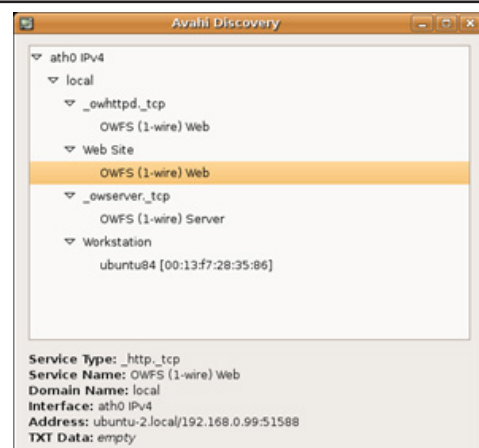 Avahi Discovery
ath0 IPv4
local
_owhttpd._tcp
OWFS (1-wire) Web
Web Site
OWFS (1-wire) Web
_owserver._tcp
OWFS (1-wire) Server
Workstation
ubuntu84 [00:13:f7:28:35:86]
Service Type: _http._tcp
Service Name: OWFS (1-wire) Web
Domain Name: local
Interface: ath0 IPv4
Address: ubuntu-2.local/192.168.0.99:51588
TXT Data: empty